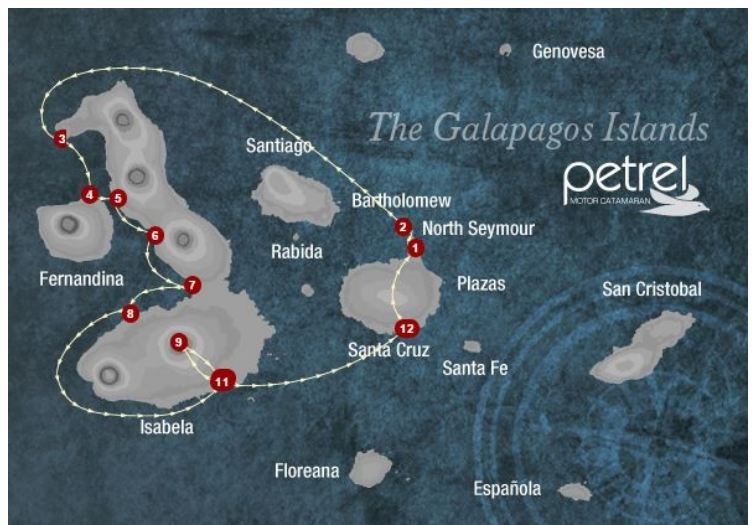 Genovesa
The Galapagos Islands
Santiago
petrel
MOTOR CATAMARAN
3
4
5
Bartholomew
2
North Seymour
6
1
Rabida
Fernandina
7
Plazas
San Cristobal
8
12
9
Santa Cruz
Santa Fe
11
Isabela
Floreana
Española